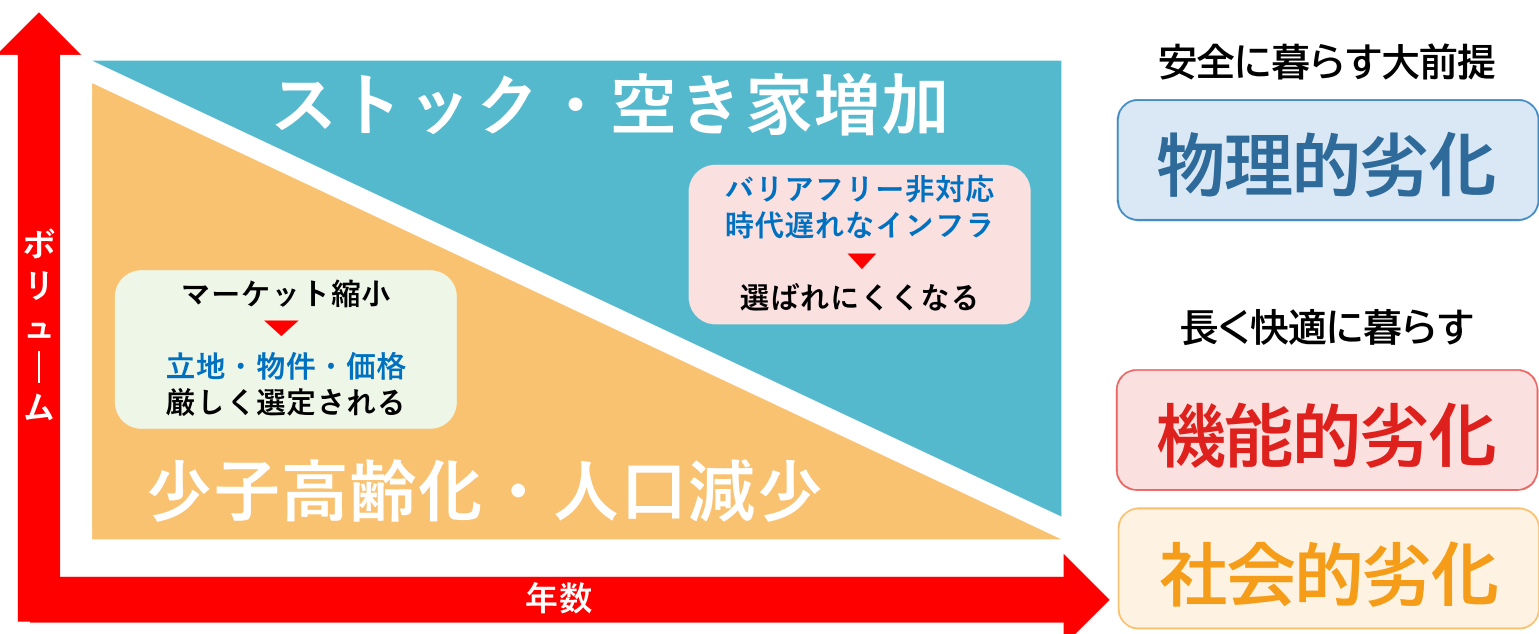 ボリューム
ストック・空き家増加
バリアフリー非対応
時代遅れなインフラ
選ばれにくくなる
マーケット縮小
立地・物件・価格
厳しく選定される
少子高齢化・人口減少
年数
安全に暮らす大前提
物理的劣化
長く快適に暮らす
機能的劣化
社会的劣化